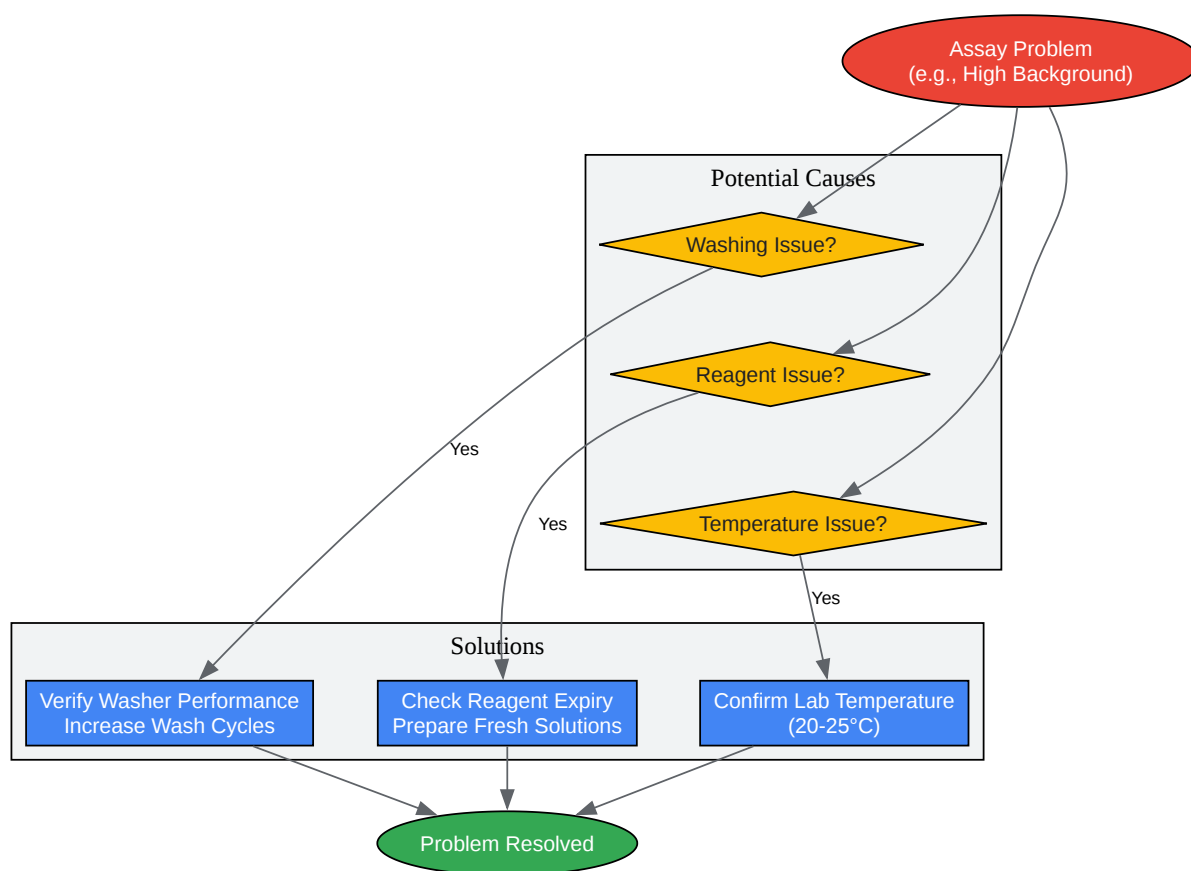 Assay Problem
(e.g., High Background)
Potential Causes
Washing Issue?
Reagent Issue?
Yes
Yes
Temperature Issue?
Yes
Solutions
Verify Washer Performance
Increase Wash Cycles
Check Reagent Expiry
Prepare Fresh Solutions
Confirm Lab Temperature
(20-25°C)
Problem Resolved